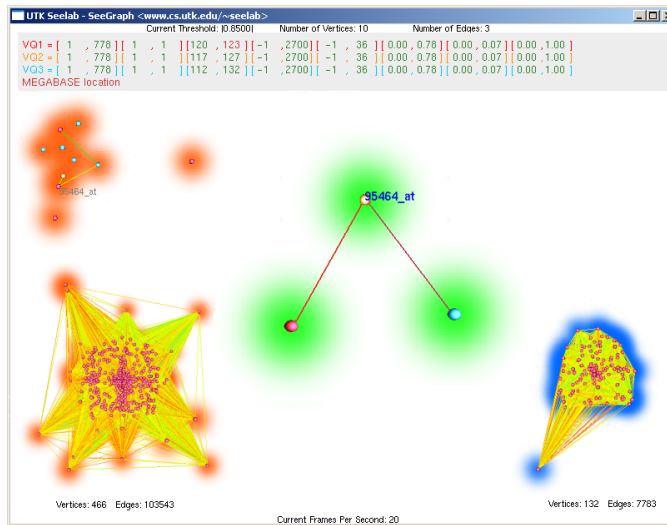 UTK Seelab - SeeGraph <www.cs.utk.edu/~seelab>
Current Threshold: |0.8500| Number of Vertices: 10 Number of Edges: 3
VQ1 = [ 1 , 778 ] [ 1 , 1 ] [120 , 123 ] [ -1 , 2700 ] [ -1 , 36 ] [ 0.00 , 0.78 ] [ 0.00 , 0.07 ] [ 0.00 , 1.00 ]
VQ2 = [ 1 , 778 ] [ 1 , 1 ] [117 , 127 ] [ -1 , 2700 ] [ -1 , 36 ] [ 0.00 , 0.78 ] [ 0.00 , 0.07 ] [ 0.00 , 1.00 ]
VQ3 = [ 1 , 778 ] [ 1 , 1 ] [112 , 132 ] [ -1 , 2700 ] [ -1 , 36 ] [ 0.00 , 0.78 ] [ 0.00 , 0.07 ] [ 0.00 , 1.00 ]
MEGABASE location
95464_at
95464_at
Vertices: 466 Edges: 103543
Vertices: 132 Edges: 7783
Current Frames Per Second: 20